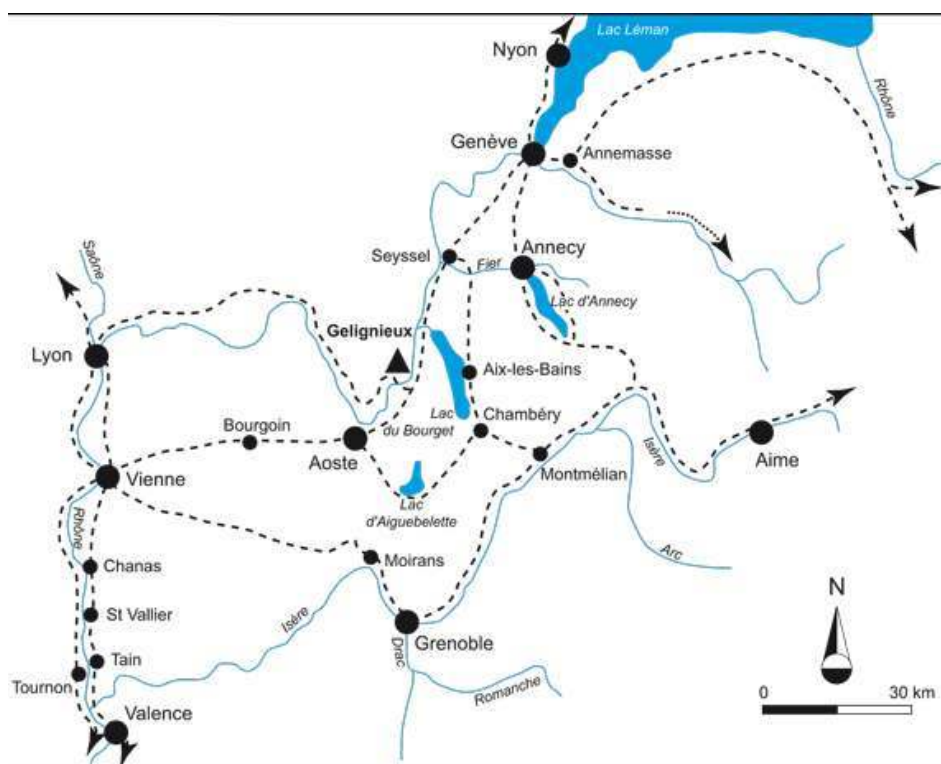 Lac Léman
Nyon
Rhône
Genève
Annemasse
Saône
Seyssel
Fier
Annecy
Lac d'Annecy
Gelignieux
Lyon
Aix-les-Bains
Lac
du Bourget
Bourgoin
Chambéry
Aoste
Isère
Aime
Vienne
Montmélian
Lac
d'Aiguebelette
Rhône
Arc
Moirans
Chanas
N
Isère
St Vallier
Grenoble
Drac
Tain
Tournon
Romanche
0 30 km
Valence